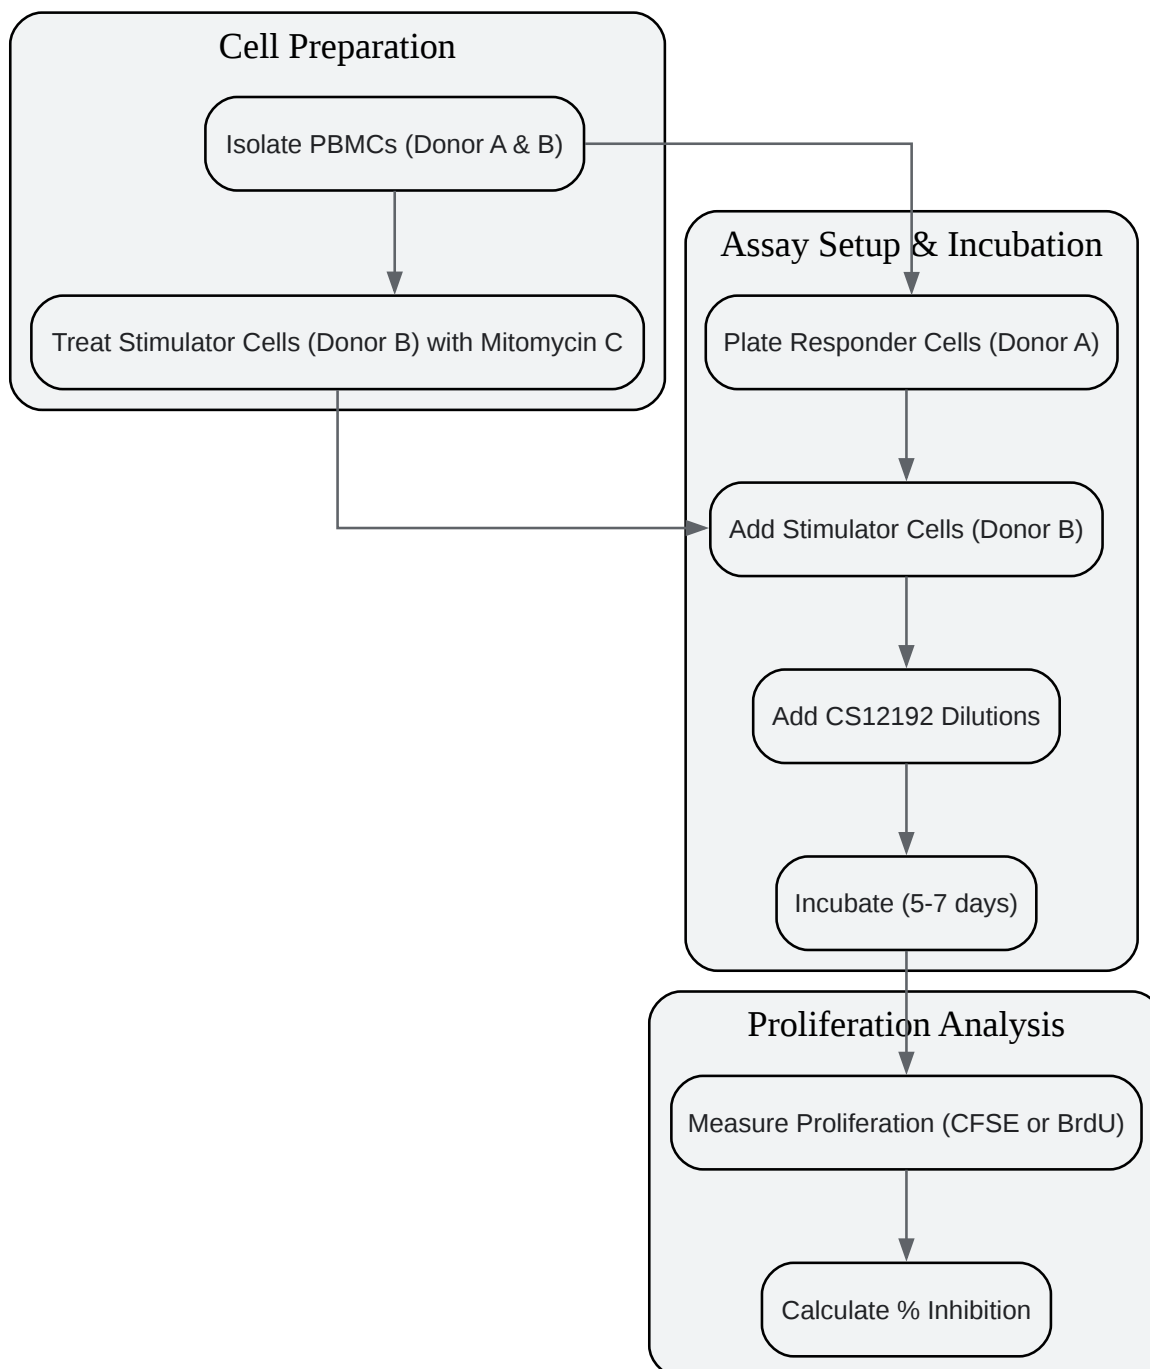 Cell Preparation
Isolate PBMCs (Donor A & B)
Treat Stimulator Cells (Donor B) with Mitomycin C
Assay Setup & Incubation
Plate Responder Cells (Donor A)
Add Stimulator Cells (Donor B)
Add CS12192 Dilutions
Incubate (5-7 days)
Proliferation Analysis
Measure Proliferation (CFSE or BrdU)
Calculate % Inhibition